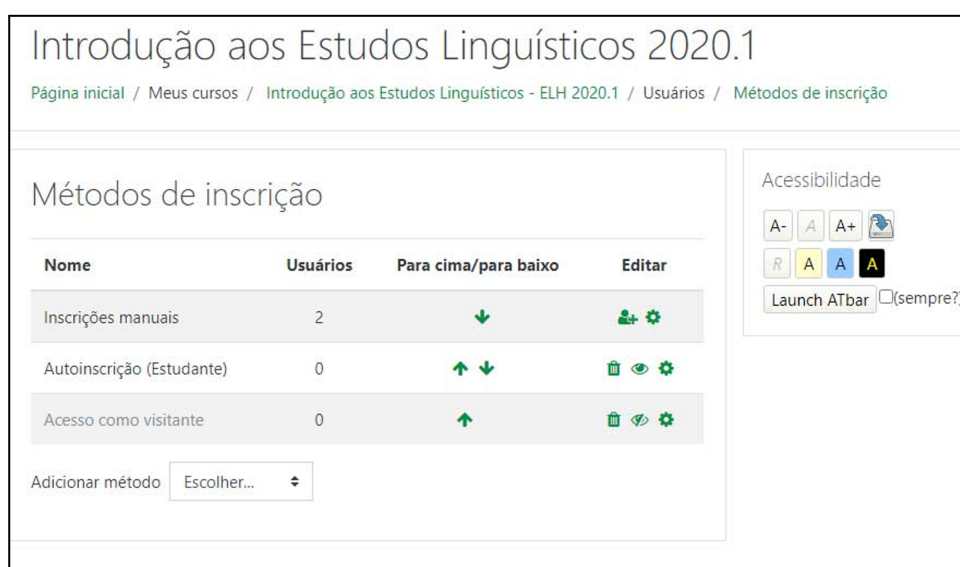 Introdução aos Estudos Linguísticos 2020.1
Página inicial / Meus cursos / Introdução aos Estudos Linguísticos - ELH 2020.1 / Usuários / Métodos de inscrição
Métodos de inscrição
Nome Usuários Para cima/para baixo Editar
Inscrições manuais 2
Autoinscrição (Estudante) 0
Acesso como visitante 0
Adicionar método Escolher...
Acessibilidade
A- A A+
R A A A
Launch ATbar (sempre?)